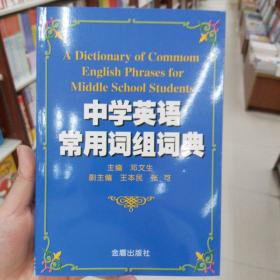 A Dictionary of Commom
English Phrases for
Middle School Students
中学英语
常用词组词典
主编 邓文生
副主编 王本民 张可
金盾出版社